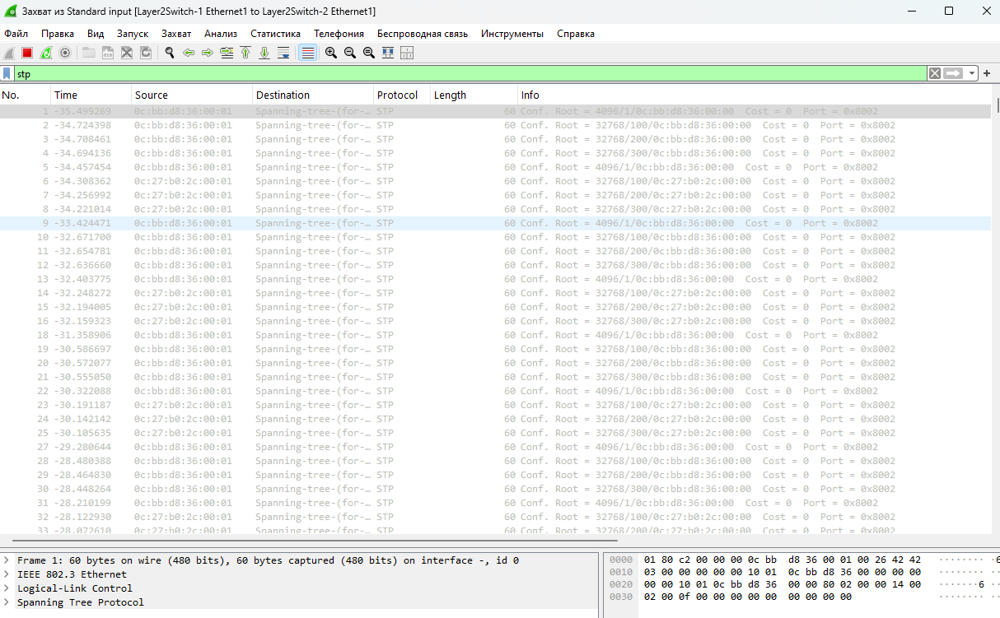 Захват из Standard input [Layer2Switch-1 Ethernet1 to Layer2Switch-2 Ethernet1]
Файл Правка Вид Запуск Захват Анализ Статистика Телефония Беспроводная связь Инструменты Справка
stp
No. Time Source Destination Protocol Length Info
1 -35.499269 0c:bb:d8:36:00:01 Spanning-tree-(for-… STP 60 Conf. Root = 4096/1/0c:bb:d8:36:00:00 Cost = 0 Port = 0x8002
2 -34.724398 0c:bb:d8:36:00:01 Spanning-tree-(for-… STP 60 Conf. Root = 32768/100/0c:bb:d8:36:00:00 Cost = 0 Port = 0x8002
3 -34.708461 0c:bb:d8:36:00:01 Spanning-tree-(for-… STP 60 Conf. Root = 32768/200/0c:bb:d8:36:00:00 Cost = 0 Port = 0x8002
4 -34.694136 0c:bb:d8:36:00:01 Spanning-tree-(for-… STP 60 Conf. Root = 32768/300/0c:bb:d8:36:00:00 Cost = 0 Port = 0x8002
5 -34.457454 0c:bb:d8:36:00:01 Spanning-tree-(for-… STP 60 Conf. Root = 4096/1/0c:bb:d8:36:00:00 Cost = 0 Port = 0x8002
6 -34.308362 0c:27:b0:2c:00:01 Spanning-tree-(for-… STP 60 Conf. Root = 32768/100/0c:27:b0:2c:00:00 Cost = 0 Port = 0x8002
7 -34.256992 0c:27:b0:2c:00:01 Spanning-tree-(for-… STP 60 Conf. Root = 32768/200/0c:27:b0:2c:00:00 Cost = 0 Port = 0x8002
8 -34.221014 0c:27:b0:2c:00:01 Spanning-tree-(for-… STP 60 Conf. Root = 32768/300/0c:27:b0:2c:00:00 Cost = 0 Port = 0x8002
9 -33.424471 0c:bb:d8:36:00:01 Spanning-tree-(for-… STP 60 Conf. Root = 4096/1/0c:bb:d8:36:00:00 Cost = 0 Port = 0x8002
10 -32.671700 0c:bb:d8:36:00:01 Spanning-tree-(for-… STP 60 Conf. Root = 32768/100/0c:bb:d8:36:00:00 Cost = 0 Port = 0x8002
11 -32.654781 0c:bb:d8:36:00:01 Spanning-tree-(for-… STP 60 Conf. Root = 32768/200/0c:bb:d8:36:00:00 Cost = 0 Port = 0x8002
12 -32.636660 0c:bb:d8:36:00:01 Spanning-tree-(for-… STP 60 Conf. Root = 32768/300/0c:bb:d8:36:00:00 Cost = 0 Port = 0x8002
13 -32.403775 0c:bb:d8:36:00:01 Spanning-tree-(for-… STP 60 Conf. Root = 4096/1/0c:bb:d8:36:00:00 Cost = 0 Port = 0x8002
14 -32.248272 0c:27:b0:2c:00:01 Spanning-tree-(for-… STP 60 Conf. Root = 32768/100/0c:27:b0:2c:00:00 Cost = 0 Port = 0x8002
15 -32.194005 0c:27:b0:2c:00:01 Spanning-tree-(for-… STP 60 Conf. Root = 32768/200/0c:27:b0:2c:00:00 Cost = 0 Port = 0x8002
16 -32.159323 0c:27:b0:2c:00:01 Spanning-tree-(for-… STP 60 Conf. Root = 32768/300/0c:27:b0:2c:00:00 Cost = 0 Port = 0x8002
18 -31.358906 0c:bb:d8:36:00:01 Spanning-tree-(for-… STP 60 Conf. Root = 4096/1/0c:bb:d8:36:00:00 Cost = 0 Port = 0x8002
19 -30.586697 0c:bb:d8:36:00:01 Spanning-tree-(for-… STP 60 Conf. Root = 32768/100/0c:bb:d8:36:00:00 Cost = 0 Port = 0x8002
20 -30.572077 0c:bb:d8:36:00:01 Spanning-tree-(for-… STP 60 Conf. Root = 32768/200/0c:bb:d8:36:00:00 Cost = 0 Port = 0x8002
21 -30.555050 0c:bb:d8:36:00:01 Spanning-tree-(for-… STP 60 Conf. Root = 32768/300/0c:bb:d8:36:00:00 Cost = 0 Port = 0x8002
22 -30.322088 0c:bb:d8:36:00:01 Spanning-tree-(for-… STP 60 Conf. Root = 4096/1/0c:bb:d8:36:00:00 Cost = 0 Port = 0x8002
23 -30.191187 0c:27:b0:2c:00:01 Spanning-tree-(for-… STP 60 Conf. Root = 32768/100/0c:27:b0:2c:00:00 Cost = 0 Port = 0x8002
24 -30.142142 0c:27:b0:2c:00:01 Spanning-tree-(for-… STP 60 Conf. Root = 32768/200/0c:27:b0:2c:00:00 Cost = 0 Port = 0x8002
25 -30.105635 0c:27:b0:2c:00:01 Spanning-tree-(for-… STP 60 Conf. Root = 32768/300/0c:27:b0:2c:00:00 Cost = 0 Port = 0x8002
27 -29.280644 0c:bb:d8:36:00:01 Spanning-tree-(for-… STP 60 Conf. Root = 4096/1/0c:bb:d8:36:00:00 Cost = 0 Port = 0x8002
28 -28.480388 0c:bb:d8:36:00:01 Spanning-tree-(for-… STP 60 Conf. Root = 32768/100/0c:bb:d8:36:00:00 Cost = 0 Port = 0x8002
29 -28.464830 0c:bb:d8:36:00:01 Spanning-tree-(for-… STP 60 Conf. Root = 32768/200/0c:bb:d8:36:00:00 Cost = 0 Port = 0x8002
30 -28.448264 0c:bb:d8:36:00:01 Spanning-tree-(for-… STP 60 Conf. Root = 32768/300/0c:bb:d8:36:00:00 Cost = 0 Port = 0x8002
31 -28.210199 0c:bb:d8:36:00:01 Spanning-tree-(for-… STP 60 Conf. Root = 4096/1/0c:bb:d8:36:00:00 Cost = 0 Port = 0x8002
32 -28.122930 0c:27:b0:2c:00:01 Spanning-tree-(for-… STP 60 Conf. Root = 32768/100/0c:27:b0:2c:00:00 Cost = 0 Port = 0x8002
33 -28.072610 0c:27:b0:2c:00:01 Spanning-tree-(for-… STP 60 Conf. Root = 32768/200/0c:27:b0:2c:00:00 Cost = 0 Port = 0x8002
Frame 1: 60 bytes on wire (480 bits), 60 bytes captured (480 bits) on interface -, id 0
IEEE 802.3 Ethernet
Logical-Link Control
Spanning Tree Protocol
0000 01 80 c2 00 00 00 0c bb d8 36 00 01 00 26 42 42 ········ ·6
0010 03 00 00 00 00 00 10 01 0c bb d8 36 00 00 00 00 ········ ··
0020 00 00 10 01 0c bb d8 36 00 00 80 02 00 00 14 00 ·······6 ··
0030 02 00 0f 00 00 00 00 00 00 00 00 00 ········ ··